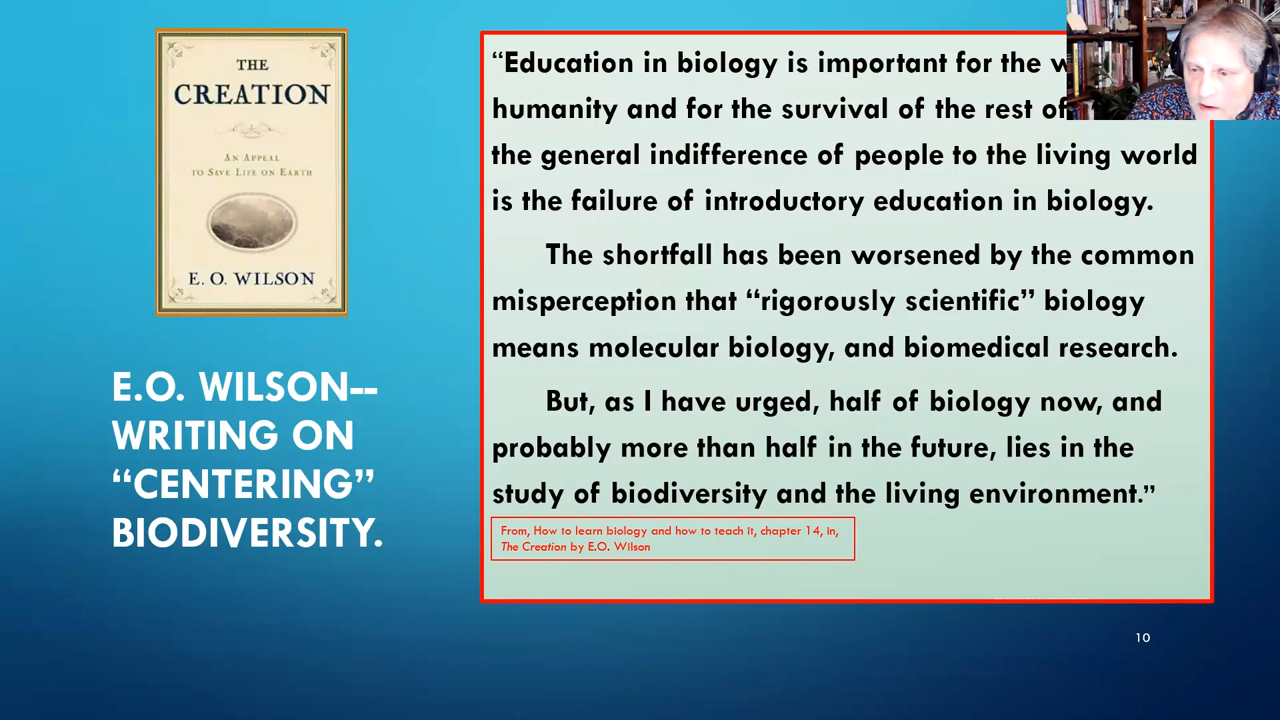 THE
CREATION
AN APPEAL
TO SAVE LIFE ON EARTH
E. O. WILSON
E.O. WILSON--
WRITING ON
“CENTERING”
BIODIVERSITY.
“Education in biology is important for the
humanity and for the survival of the rest of
the general indifference of people to the living world
is the failure of introductory education in biology.
The shortfall has been worsened by the common
misperception that “rigorously scientific” biology
means molecular biology, and biomedical research.
But, as I have urged, half of biology now, and
probably more than half in the future, lies in the
study of biodiversity and the living environment.”
From, How to learn biology and how to teach it, chapter 14, in,
The Creation by E.O. Wilson
10